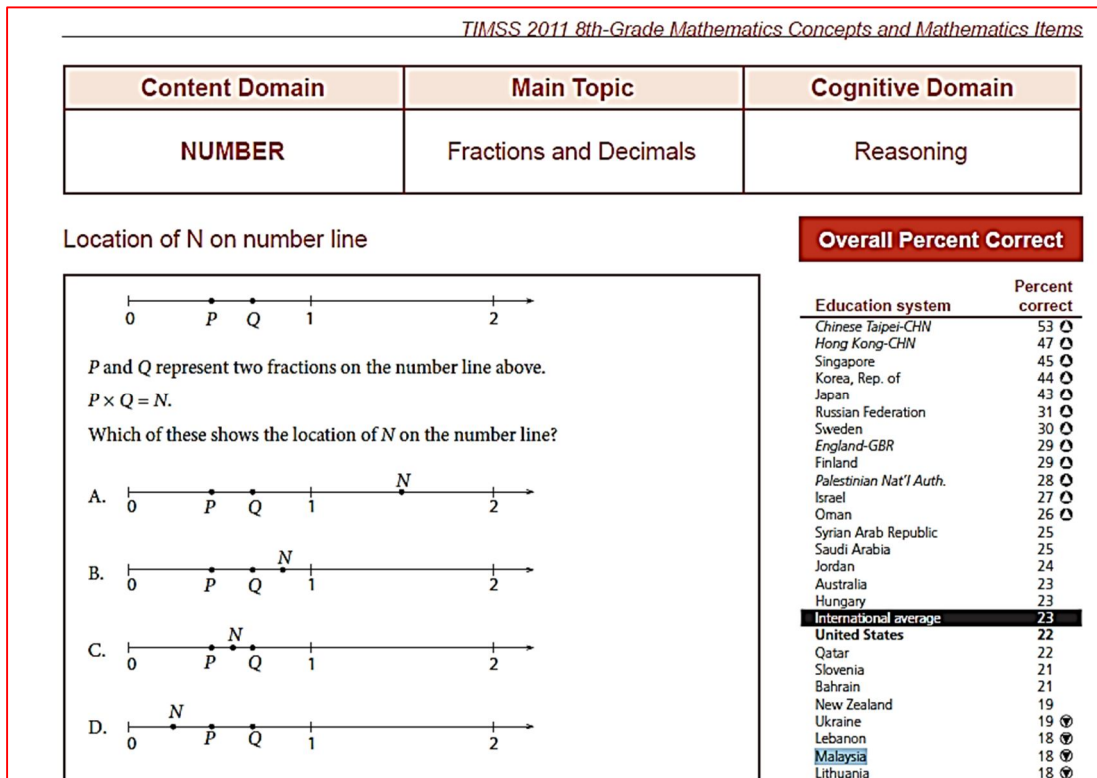 TIMSS 2011 8th-Grade Mathematics Concepts and Mathematics Items
Content Domain Main Topic Cognitive Domain
NUMBER Fractions and Decimals Reasoning
Location of N on number line
0 P Q 1 2
P and Q represent two fractions on the number line above.
P × Q = N.
Which of these shows the location of N on the number line?
N
A. 0 P Q 1 2
N
B. 0 P Q 1 2
N
C. 0 P Q 1 2
N
D. 0 P Q 1 2
Overall Percent Correct
Percent
Education system correct
Chinese Taipei-CHN 53
Hong Kong-CHN 47
Singapore 45
Korea, Rep. of 44
Japan 43
Russian Federation 31
Sweden 30
England-GBR 29
Finland 29
Palestinian Nat'l Auth. 28
Israel 27
Oman 26
Syrian Arab Republic 25
Saudi Arabia 25
Jordan 24
Australia 23
Hungary 23
International average 23
United States 22
Qatar 22
Slovenia 21
Bahrain 21
New Zealand 19
Ukraine 19
Lebanon 18
Malaysia 18
Lithuania 18